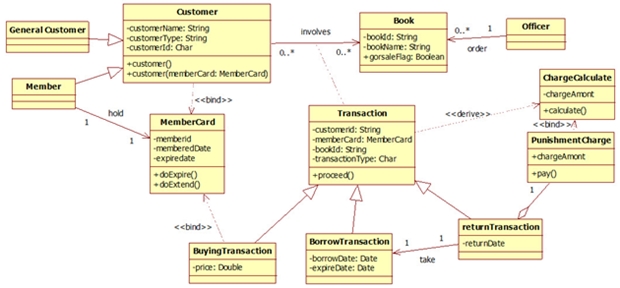 Customer
-customerName: String
-customerType: String
-customerId: Char
+customer()
+customer(memberCard: MemberCard)
General Customer
Member
hold
1
1
<<bind>>
involves
0..*
0..*
Book
-bookId: String
-bookName: String
+gorsaleFlag: Boolean
0..*
1
order
Officer
MemberCard
-memberid
-memberedDate
-expiredate
+doExpire()
+doExtend()
Transaction
-customerid: String
-memberCard: MemberCard
-bookId: String
-transactionType: Char
+proceed()
<<derive>>
ChargeCalculate
-chargeAmont
+calculate()
<<bind>>
PunishmentCharge
+chargeAmont
+pay()
1
<<bind>>
BuyingTransaction
-price: Double
BorrowTransaction
-borrowDate: Date
-expireDate: Date
1
1
take
returnTransaction
-returnDate